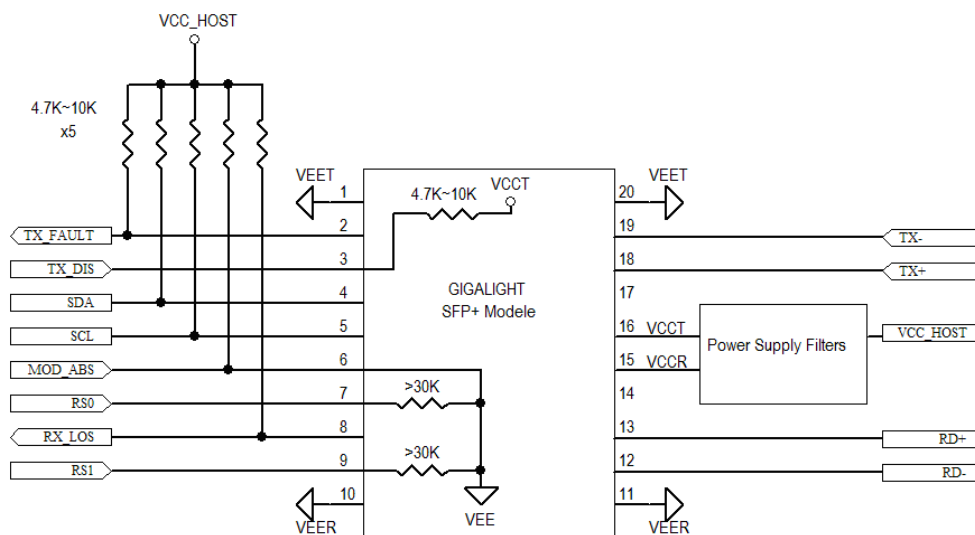 VCC_HOST
4.7K~10K
x5
VEET
1
4.7K~10K
VCCT
20
VEET
TX_FAULT
2
19
TX-
TX_DIS
3
18
TX+
SDA
4
GIGALIGHT
SFP+ Modele
17
SCL
5
16
VCCT
Power Supply Filters
VCC_HOST
MOD_ABS
6
15
VCCR
RS0
7
>30K
14
RX_LOS
8
13
RD+
RS1
9
>30K
12
RD-
VEER
10
VEE
11
VEER